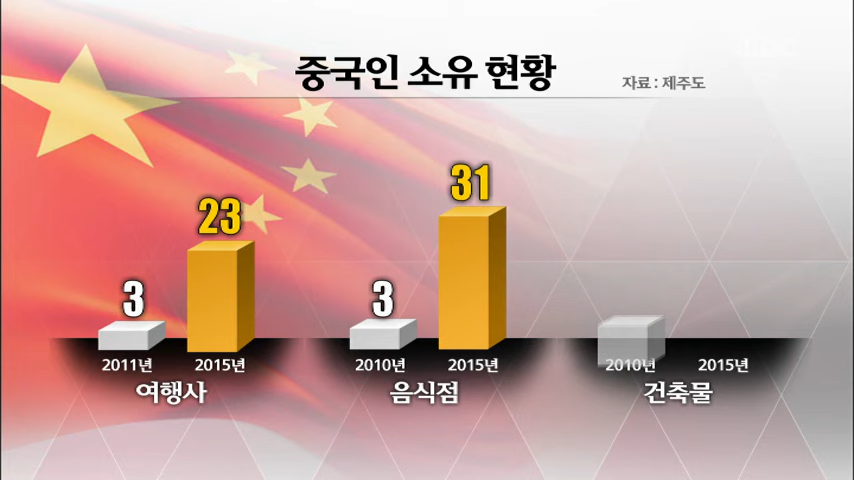 중국인 소유 현황
자료 : 제주도
3
23
2011년
2015년
여행사
3
31
2010년
2015년
음식점
2010년
2015년
건축물